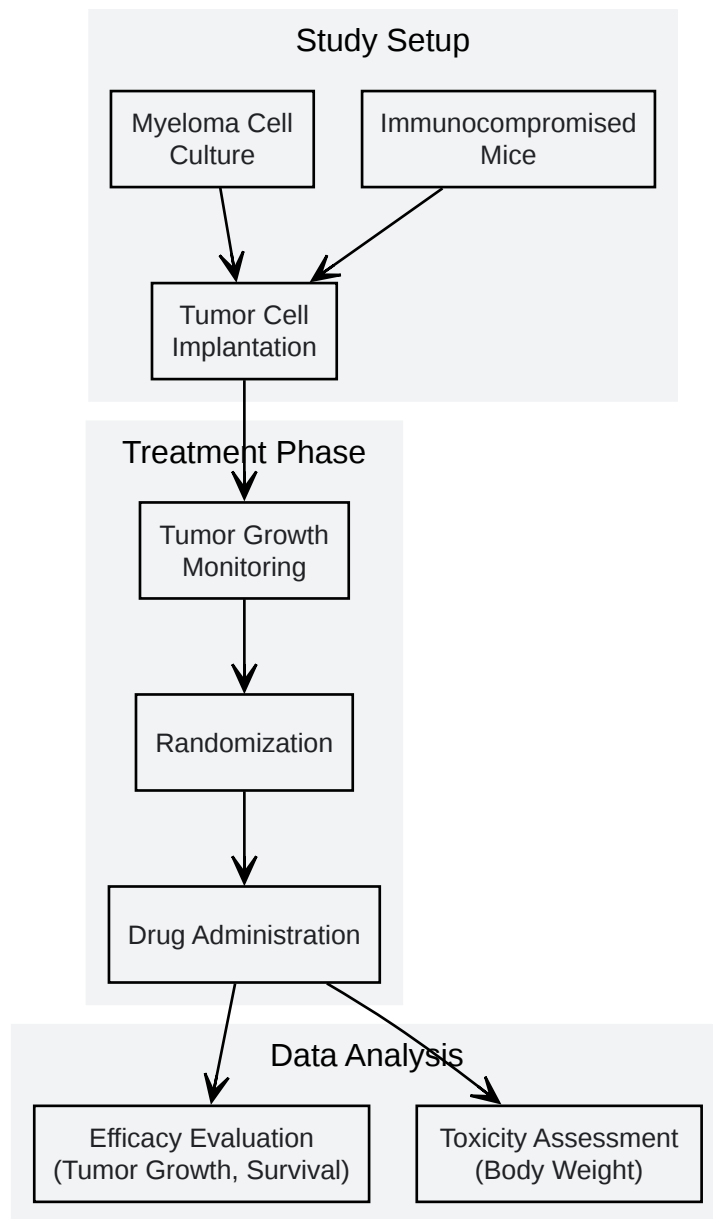 Study Setup
Myeloma Cell
Culture
Immunocompromised
Mice
Tumor Cell
Implantation
Treatment Phase
Tumor Growth
Monitoring
Randomization
Drug Administration
Data Analysis
Efficacy Evaluation
(Tumor Growth, Survival)
Toxicity Assessment
(Body Weight)